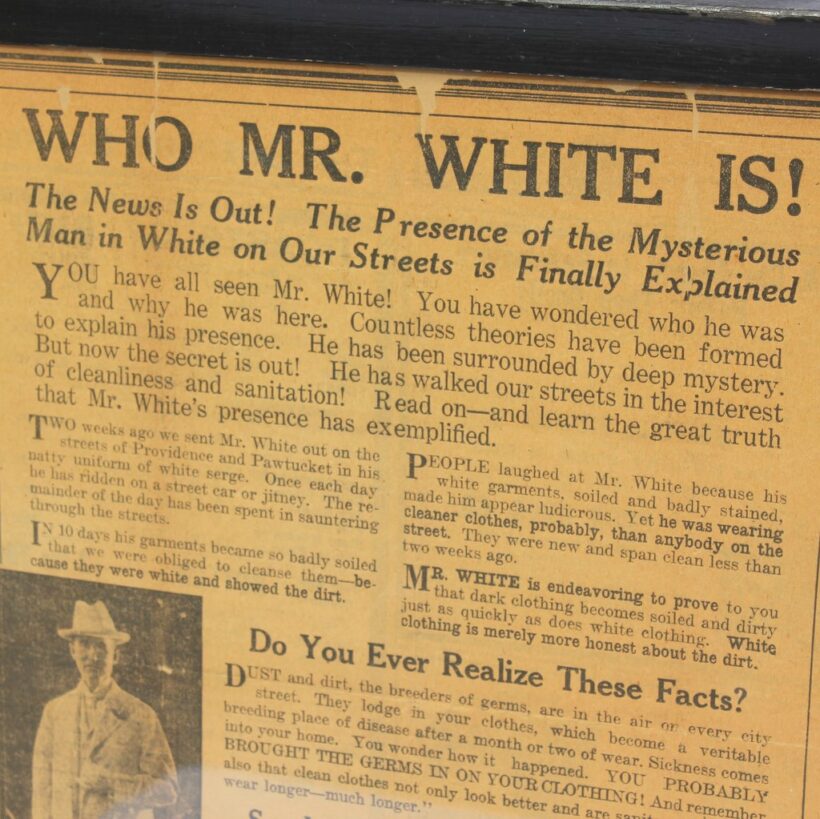 WHO MR. WHITE IS!
The News Is Out! The Presence of the Mysterious
Man in White on Our Streets is Finally Explained
YOU have all seen Mr. White! You have wondered who he was
and why he was here. Countless theories have been formed
to explain his presence. He has been surrounded by deep mystery.
But now the secret is out! He has walked our streets in the interest
of cleanliness and sanitation! Read on—and learn the great truth
that Mr. White's presence has exemplified.
TWO weeks ago we sent Mr. White out on the
streets of Providence and Pawtucket in his
natty uniform of white serge. Once each day
he has ridden on a street car or jitney. The re-
mainder of the day has been spent in sauntering
through the streets.
IN 10 days his garments became so badly soiled
that we were obliged to cleanse them—be-
cause they were white and showed the dirt.
PEOPLE laughed at Mr. White because his
white garments, soiled and badly stained,
made him appear ludicrous. Yet he was wearing
cleaner clothes, probably, than anybody on the
street. They were new and span clean less than
two weeks ago.
MR. WHITE is endeavoring to prove to you
that dark clothing becomes soiled and dirty
just as quickly as does white clothing. White
clothing is merely more honest about the dirt.
Do You Ever Realize These Facts?
DUST and dirt, the breeders of germs, are in the air on every city
street. They lodge in your clothes, which become a veritable
breeding place of disease after a month or two of wear. Sickness comes
into your home. You wonder how it happened. YOU PROBABLY
BROUGHT THE GERMS IN ON YOUR CLOTHING! And remember
also that clean clothes not only look better and are
wear longer—much longer."